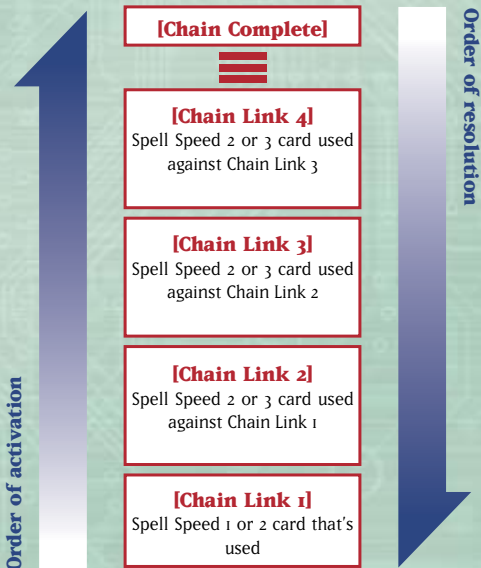 [Chain Complete]
[Chain Link 4]
Spell Speed 2 or 3 card used
against Chain Link 3
[Chain Link 3]
Spell Speed 2 or 3 card used
against Chain Link 2
[Chain Link 2]
Spell Speed 2 or 3 card used
against Chain Link 1
[Chain Link 1]
Spell Speed 1 or 2 card that's
used
Order of activation
Order of resolution